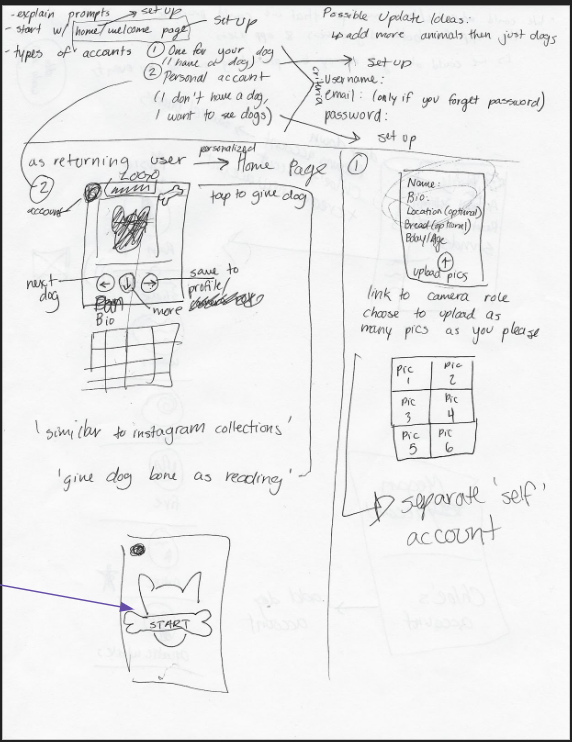 -explain prompts → set up
- start w/ home/welcome page → set up
- types of accounts ① One for your dog
(I have a dog) → set up
② Personal account
(I don't have a dog,
I want to see dogs) → set up
Possible Update Ideas:
↳ add more animals then just dogs
criteria
Username:
email: (only if you forget password)
password:
as returning user → personalized Home Page
②
LOGO
account
tap to give dog
next dog
save to profile/
more
Bio
'similar to instagram collections'
'give dog bone as reading'
START
①
Name:
Bio:
Location (optional)
Bread (optional)
Bday/Age
upload pics
link to camera role
choose to upload as
many pics as you please
Pic 1
Pic 2
Pic 3
Pic 4
Pic 5
Pic 6
separate 'self'
account